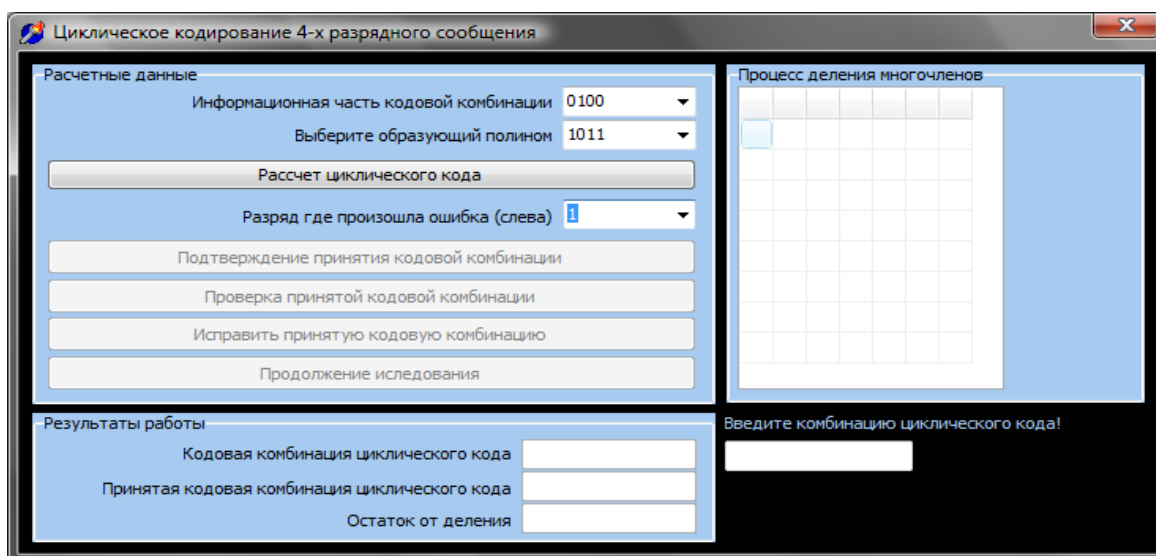 Циклическое кодирование 4-х разрядного сообщения
Расчетные данные
Информационная часть кодовой комбинации 0100
Выберите образующий полином 1011
Рассчет циклического кода
Разряд где произошла ошибка (слева) 1
Подтверждение принятия кодовой комбинации
Проверка принятой кодовой комбинации
Исправить принятую кодовую комбинацию
Продолжение иследования
Процесс деления многочленов
Результаты работы
Кодовая комбинация циклического кода
Принятая кодовая комбинация циклического кода
Остаток от деления
Введите комбинацию циклического кода!